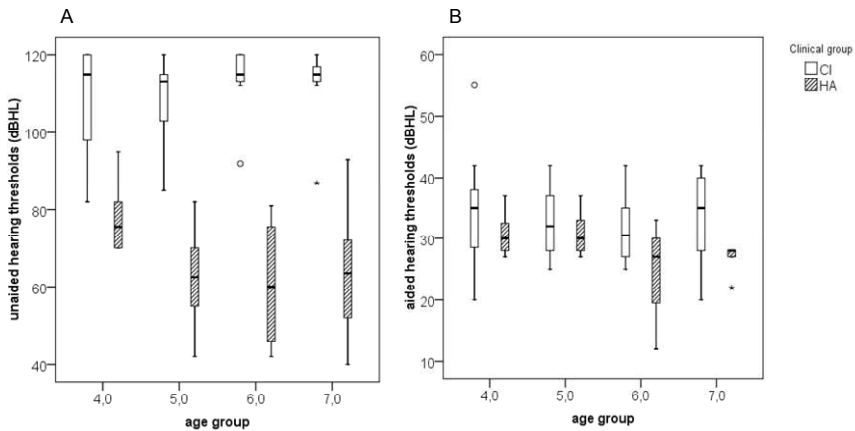 A
unaided hearing thresholds (dBHL)
120
100
80
60
40
4,0 5,0 6,0 7,0
age group
B
aided hearing thresholds (dBHL)
60
50
40
30
20
10
4,0 5,0 6,0 7,0
age group
Clinical group
CI
HA